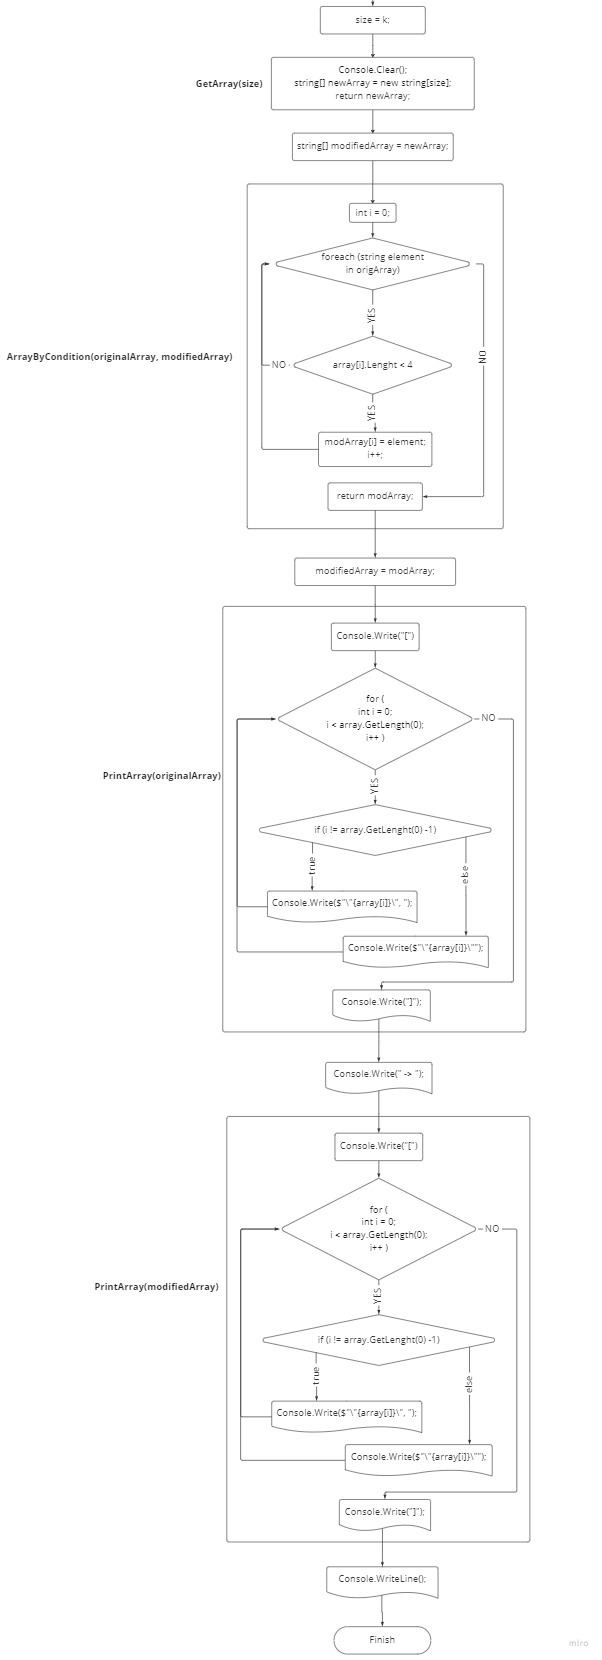 size = k;
GetArray(size)
Console.Clear();
string[] newArray = new string[size];
return newArray;
string[] modifiedArray = newArray;
int i = 0;
foreach (string element
in origArray)
YES
NO
ArrayByCondition(originalArray, modifiedArray)
NO
array[i].Lenght < 4
YES
modArray[i] = element;
i++;
return modArray;
modifiedArray = modArray;
Console.Write("[")
for (
int i = 0;
i < array.GetLength(0);
i++ )
NO
PrintArray(originalArray)
YES
if (i != array.GetLenght(0) -1)
true
else
Console.Write($"\"{array[i]}\", ");
Console.Write($"\"{array[i]}\"");
Console.Write("]");
Console.Write(" -> ");
Console.Write("[")
for (
int i = 0;
i < array.GetLength(0);
i++ )
NO
PrintArray(modifiedArray)
YES
if (i != array.GetLenght(0) -1)
true
else
Console.Write($"\"{array[i]}\", ");
Console.Write($"\"{array[i]}\"");
Console.Write("]");
Console.WriteLine();
Finish
miro